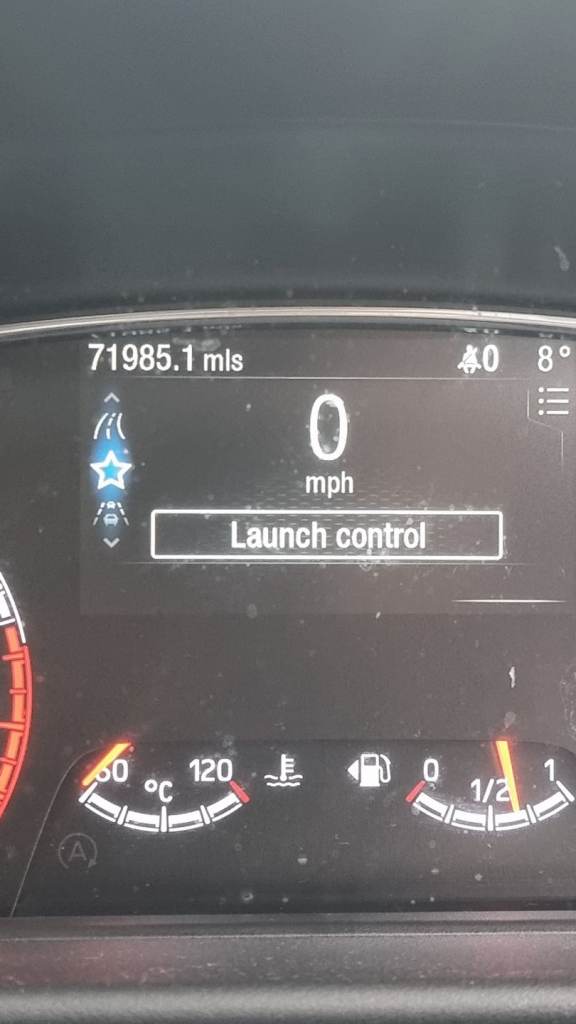 71985.1 mls
0
8°
0
mph
Launch control
120
°C
0
1/2
1
A